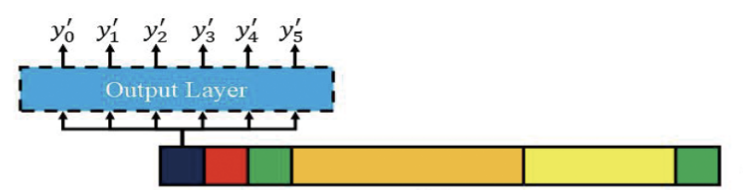 y′0 y′1 y′2 y′3 y′4 y′5
Output Layer